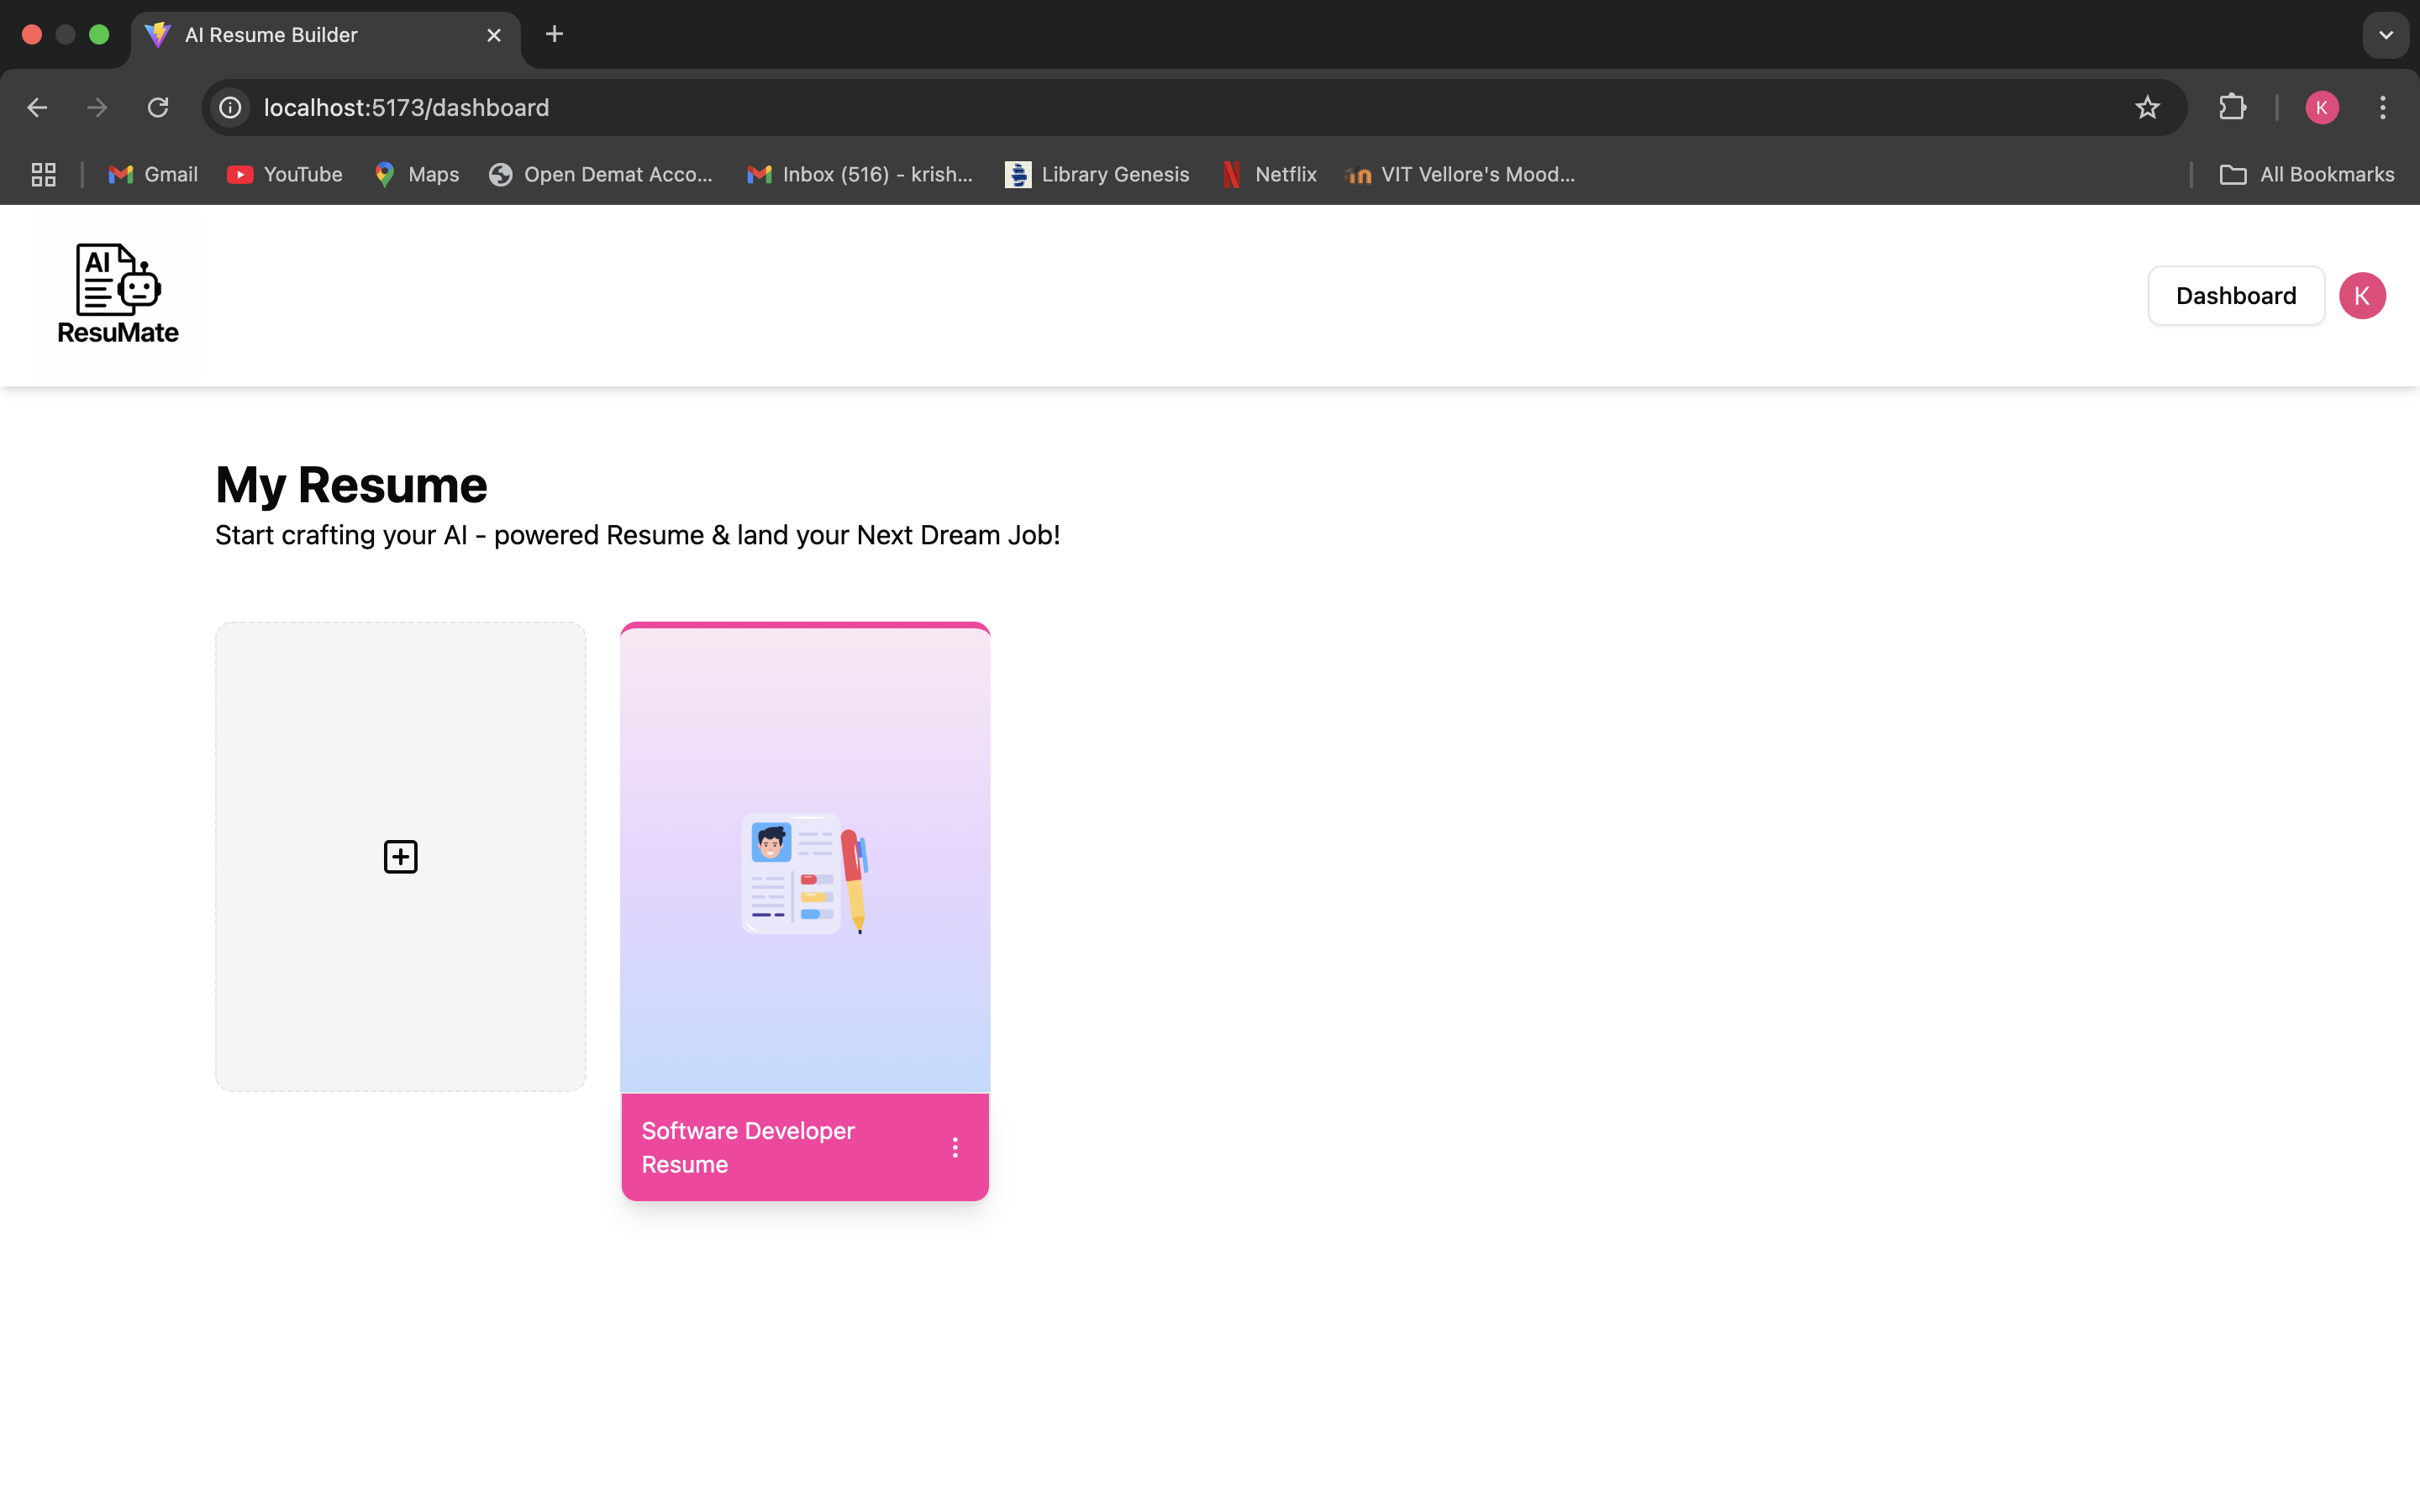 AI Resume Builder
localhost:5173/dashboard
K
Gmail
YouTube
Maps
Open Demat Acco...
Inbox (516) - krish...
Library Genesis
Netflix
VIT Vellore's Mood...
All Bookmarks
AI
ResuMate
Dashboard
K
My Resume
Start crafting your AI - powered Resume & land your Next Dream Job!
Software Developer
Resume